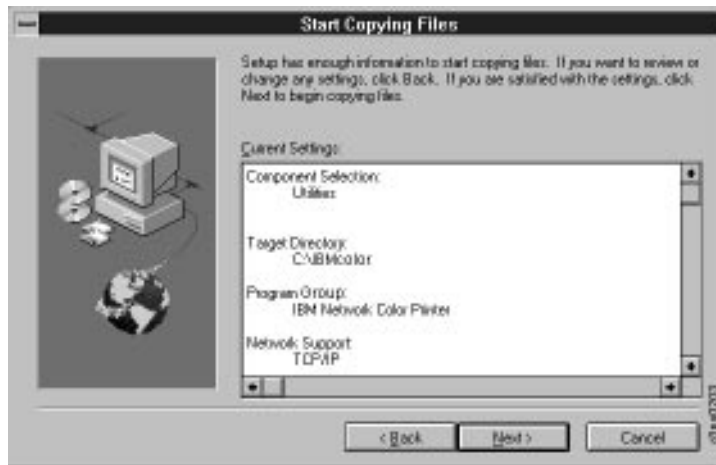 Start Copying Files
Setup has enough information to start copying files. If you want to review or
change any settings, click Back. If you are satisfied with the settings, click
Next to begin copying files.
Current Settings:
Component Selection:
Utilities
Target Directory:
C:\IBMcolor
Program Group:
IBM Network Color Printer
Network Support
TCP/IP
< Back
Next >
Cancel